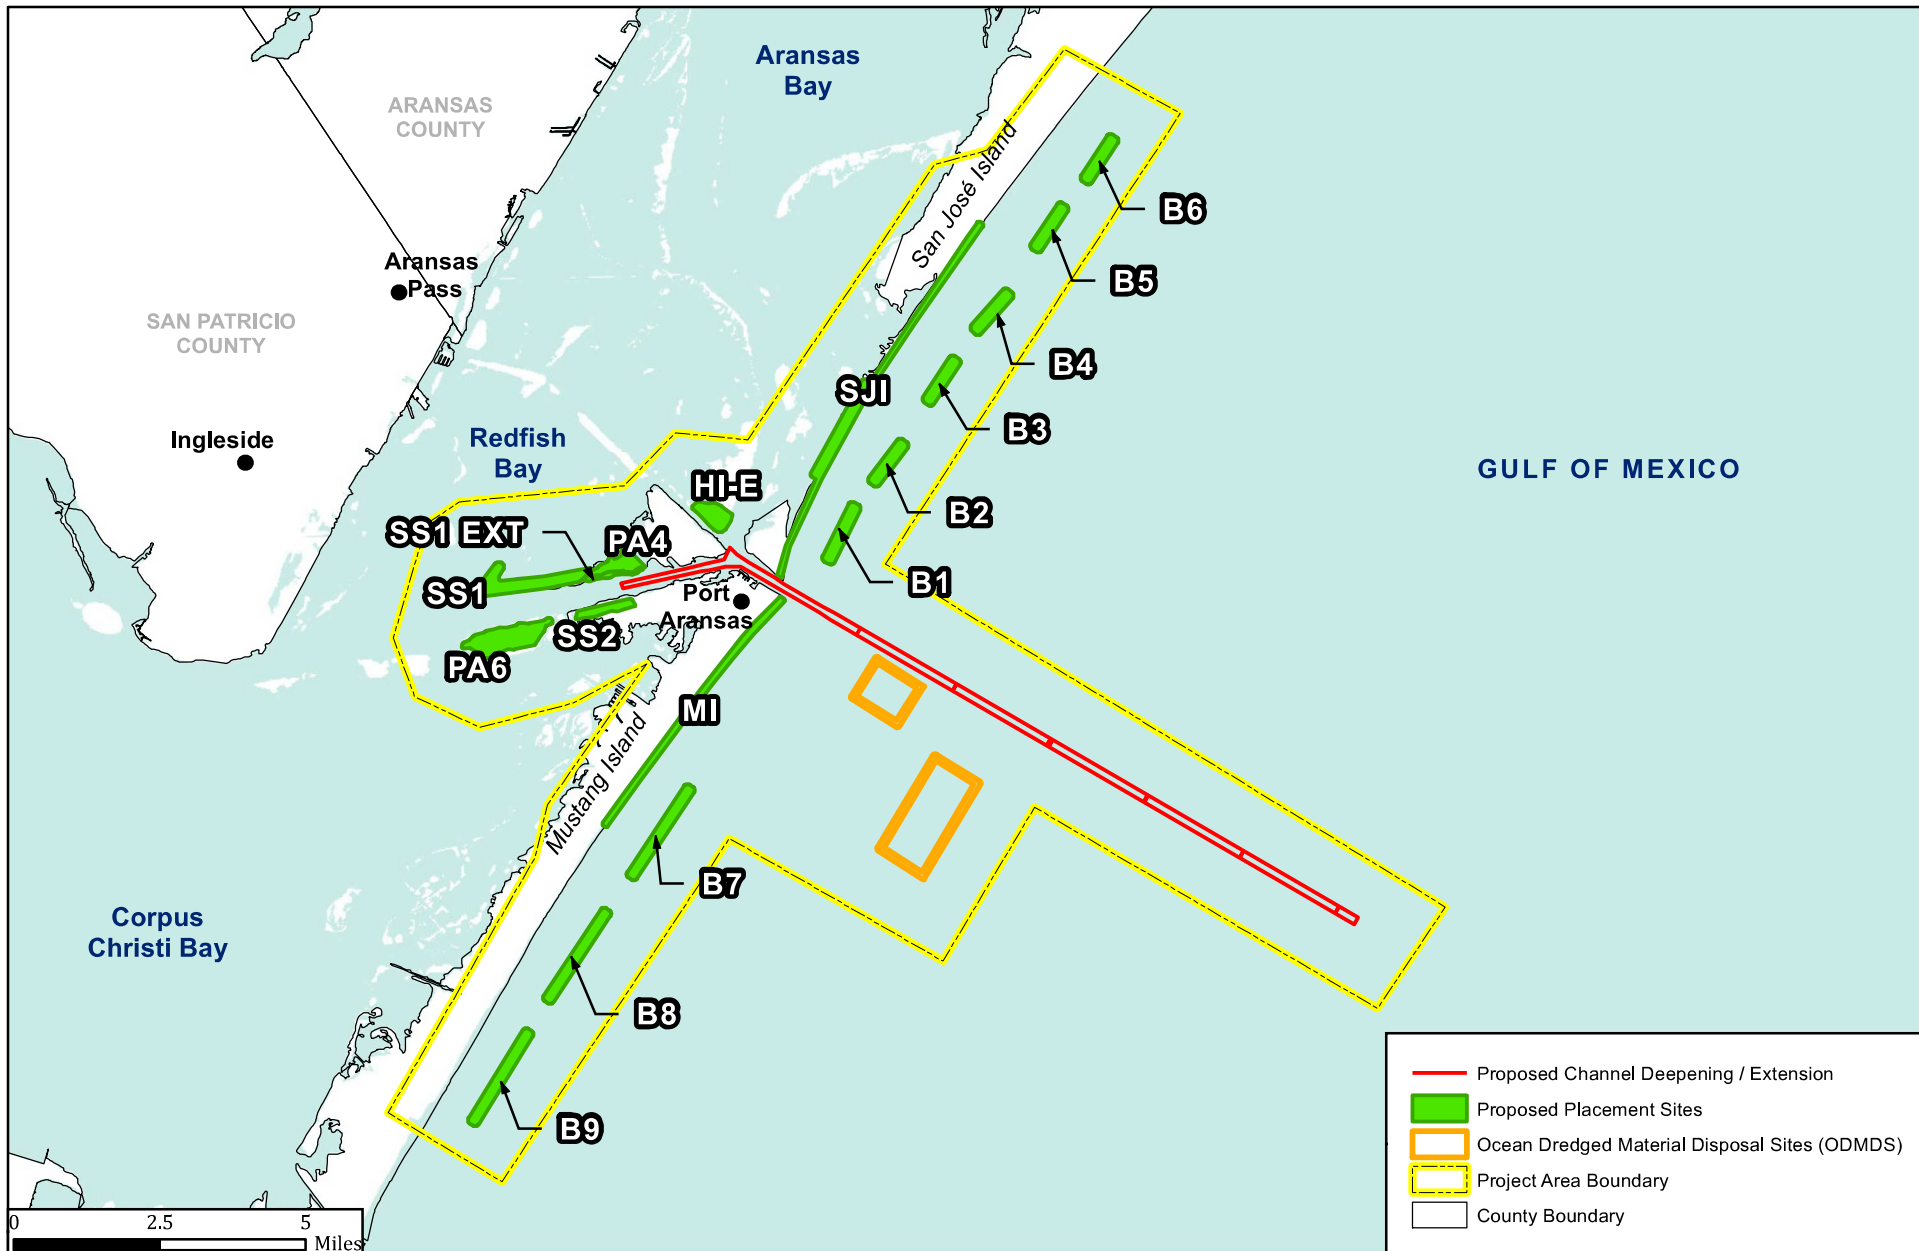 Aransas
Bay
ARANSAS
COUNTY
San José Island
B6
Aransas
Pass
B5
SAN PATRICIO
COUNTY
B4
SJI
B3
Ingleside
Redfish
Bay
GULF OF MEXICO
HI-E
B2
SS1 EXT
PA4
B1
SS1
Port
Aransas
SS2
PA6
MI
Mustang Island
B7
Corpus
Christi Bay
B8
B9
Proposed Channel Deepening / Extension
Proposed Placement Sites
Ocean Dredged Material Disposal Sites (ODMDS)
Project Area Boundary
County Boundary
0 2.5 5
Miles